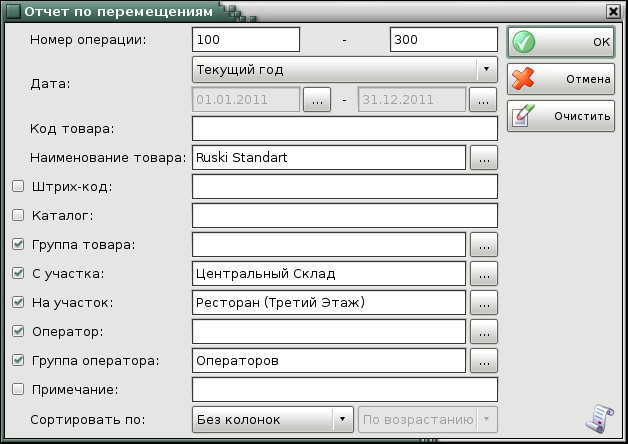 Отчет по перемещениям
Номер операции: 100 - 300
OK
Дата: Текущий год
Отмена
01.01.2011 ... - 31.12.2011 ...
Очистить
Код товара:
Наименование товара: Ruski Standart ...
Штрих-код:
Каталог:
Группа товара: ...
С участка: Центральный Склад ...
На участок: Ресторан (Третий Этаж) ...
Оператор: ...
Группа оператора: Операторов ...
Примечание:
Сортировать по: Без колонок По возрастанию